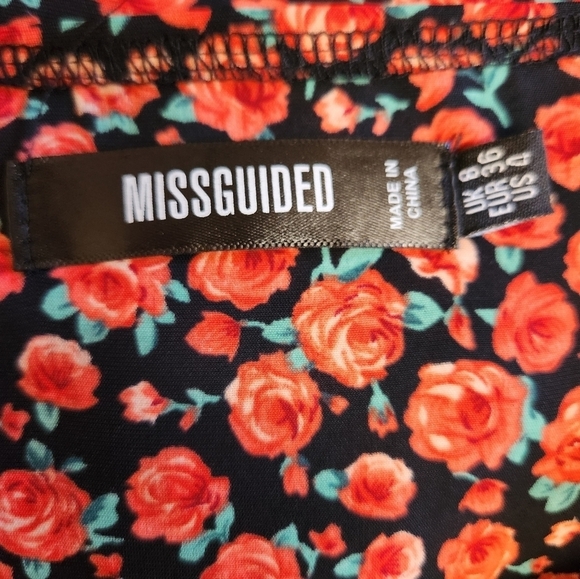 MISSGUIDED
MADE IN
CHINA
UK 8
EUR 36
US 4